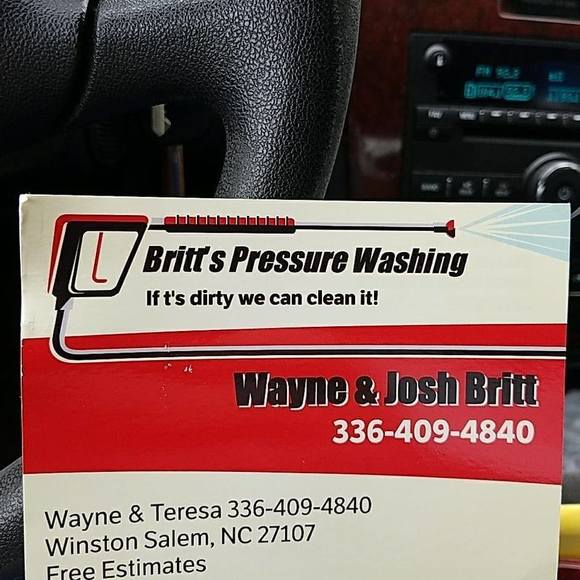 Britt's Pressure Washing
If t's dirty we can clean it!
Wayne & Josh Britt
336-409-4840
Wayne & Teresa 336-409-4840
Winston Salem, NC 27107
Free Estimates